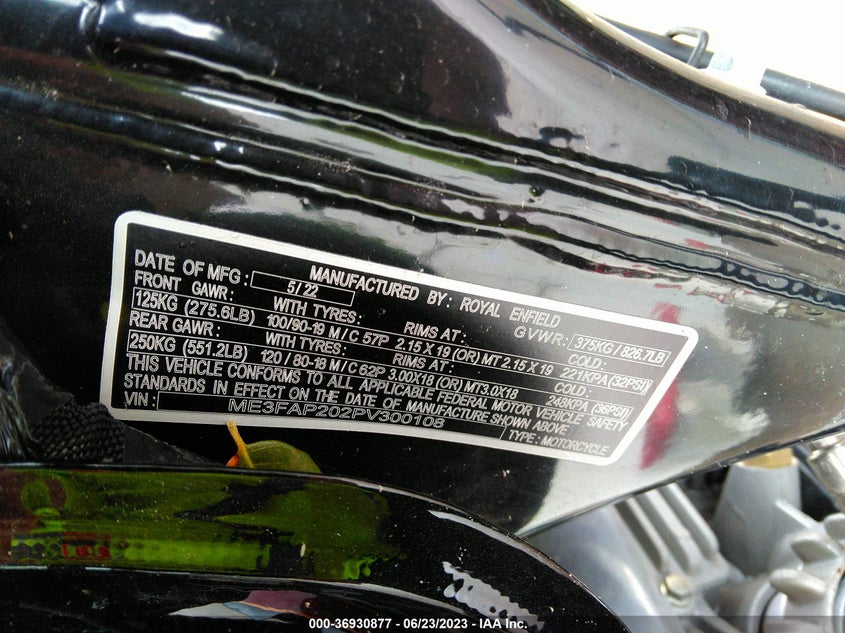 MANUFACTURED BY: ROYAL ENFIELD
DATE OF MFG: 5/22 GVWR: 375KG / 826.7LB
FRONT GAWR: WITH TYRES: RIMS AT: COLD:
125KG (275.6LB) 100/90-19 M/C 57P 2.15 X 19 (OR) MT 2.15 X 19 221KPA (32PSI)
REAR GAWR: WITH TYRES: RIMS AT: COLD:
250KG (551.2LB) 120/80-18 M/C 62P 3.00X18 (OR) MT3.0X18 248KPA (36PSI)
THIS VEHICLE CONFORMS TO ALL APPLICABLE FEDERAL MOTOR VEHICLE SAFETY
STANDARDS IN EFFECT ON THE DATE OF MANUFACTURE SHOWN ABOVE
VIN: ME3FAP202PV300108 TYPE: MOTORCYCLE
000-36930877 - 06/23/2023 - IAA Inc.